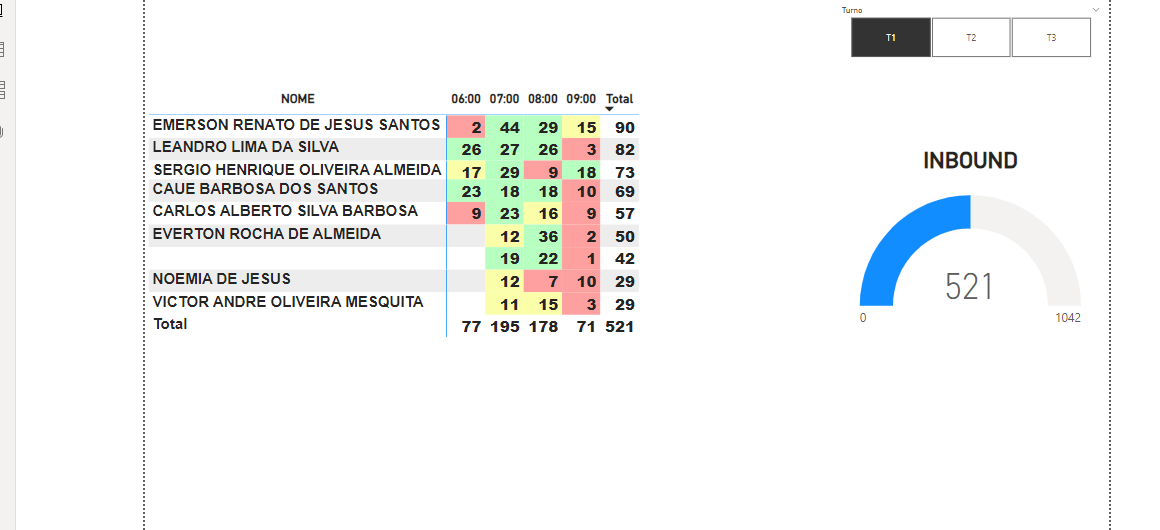 Turno
T1 T2 T3
NOME 06:00 07:00 08:00 09:00 Total
EMERSON RENATO DE JESUS SANTOS 2 44 29 15 90
LEANDRO LIMA DA SILVA 26 27 26 3 82
SERGIO HENRIQUE OLIVEIRA ALMEIDA 17 29 9 18 73
CAUE BARBOSA DOS SANTOS 23 18 18 10 69
CARLOS ALBERTO SILVA BARBOSA 9 23 16 9 57
EVERTON ROCHA DE ALMEIDA 12 36 2 50
19 22 1 42
NOEMIA DE JESUS 12 7 10 29
VICTOR ANDRE OLIVEIRA MESQUITA 11 15 3 29
Total 77 195 178 71 521
INBOUND
521
0 1042